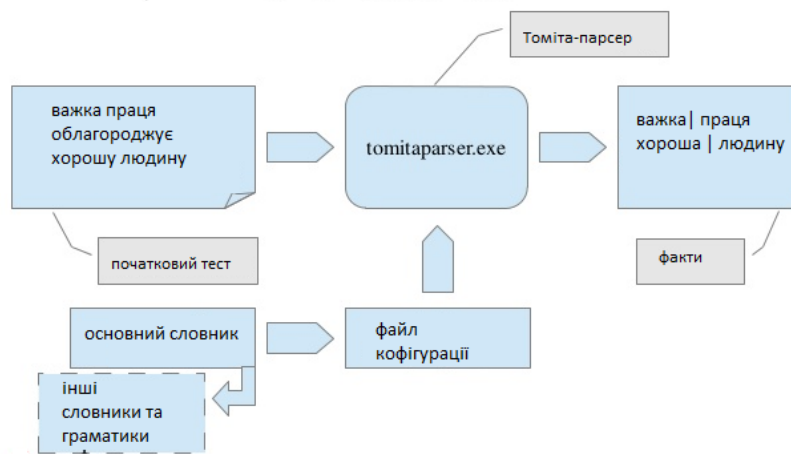 Томіта-парсер
важка праця
облагороджує
хорошу людину
tomitaparser.exe
важка| праця
хороша | людину
початковий тест
факти
основний словник
файл
кофігурації
інші
словники та
граматики